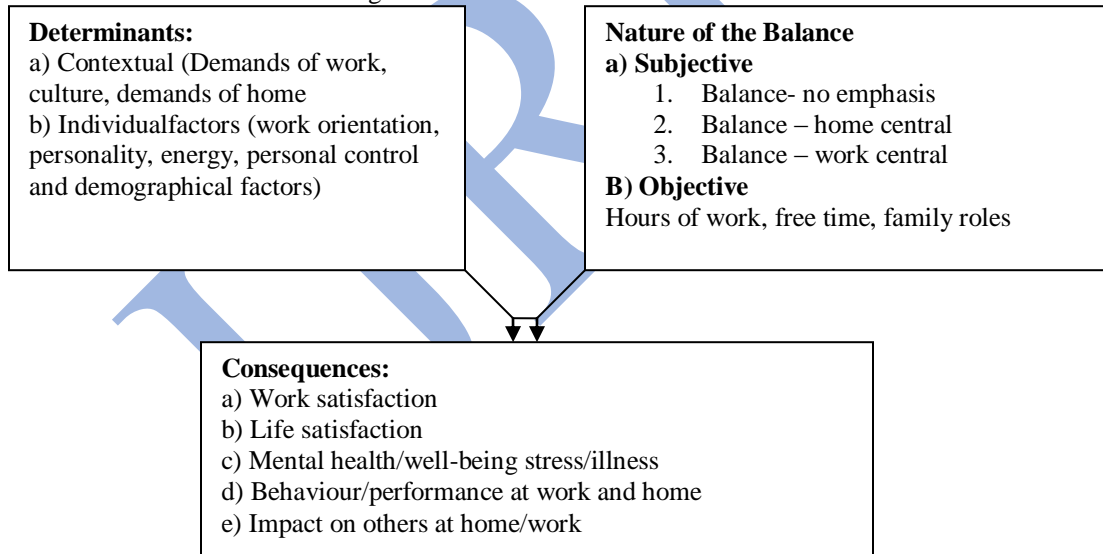 Determinants:
a) Contextual (Demands of work,
culture, demands of home
b) Individualfactors (work orientation,
personality, energy, personal control
and demographical factors)
Nature of the Balance
a) Subjective
1. Balance- no emphasis
2. Balance – home central
3. Balance – work central
B) Objective
Hours of work, free time, family roles
Consequences:
a) Work satisfaction
b) Life satisfaction
c) Mental health/well-being stress/illness
d) Behaviour/performance at work and home
e) Impact on others at home/work